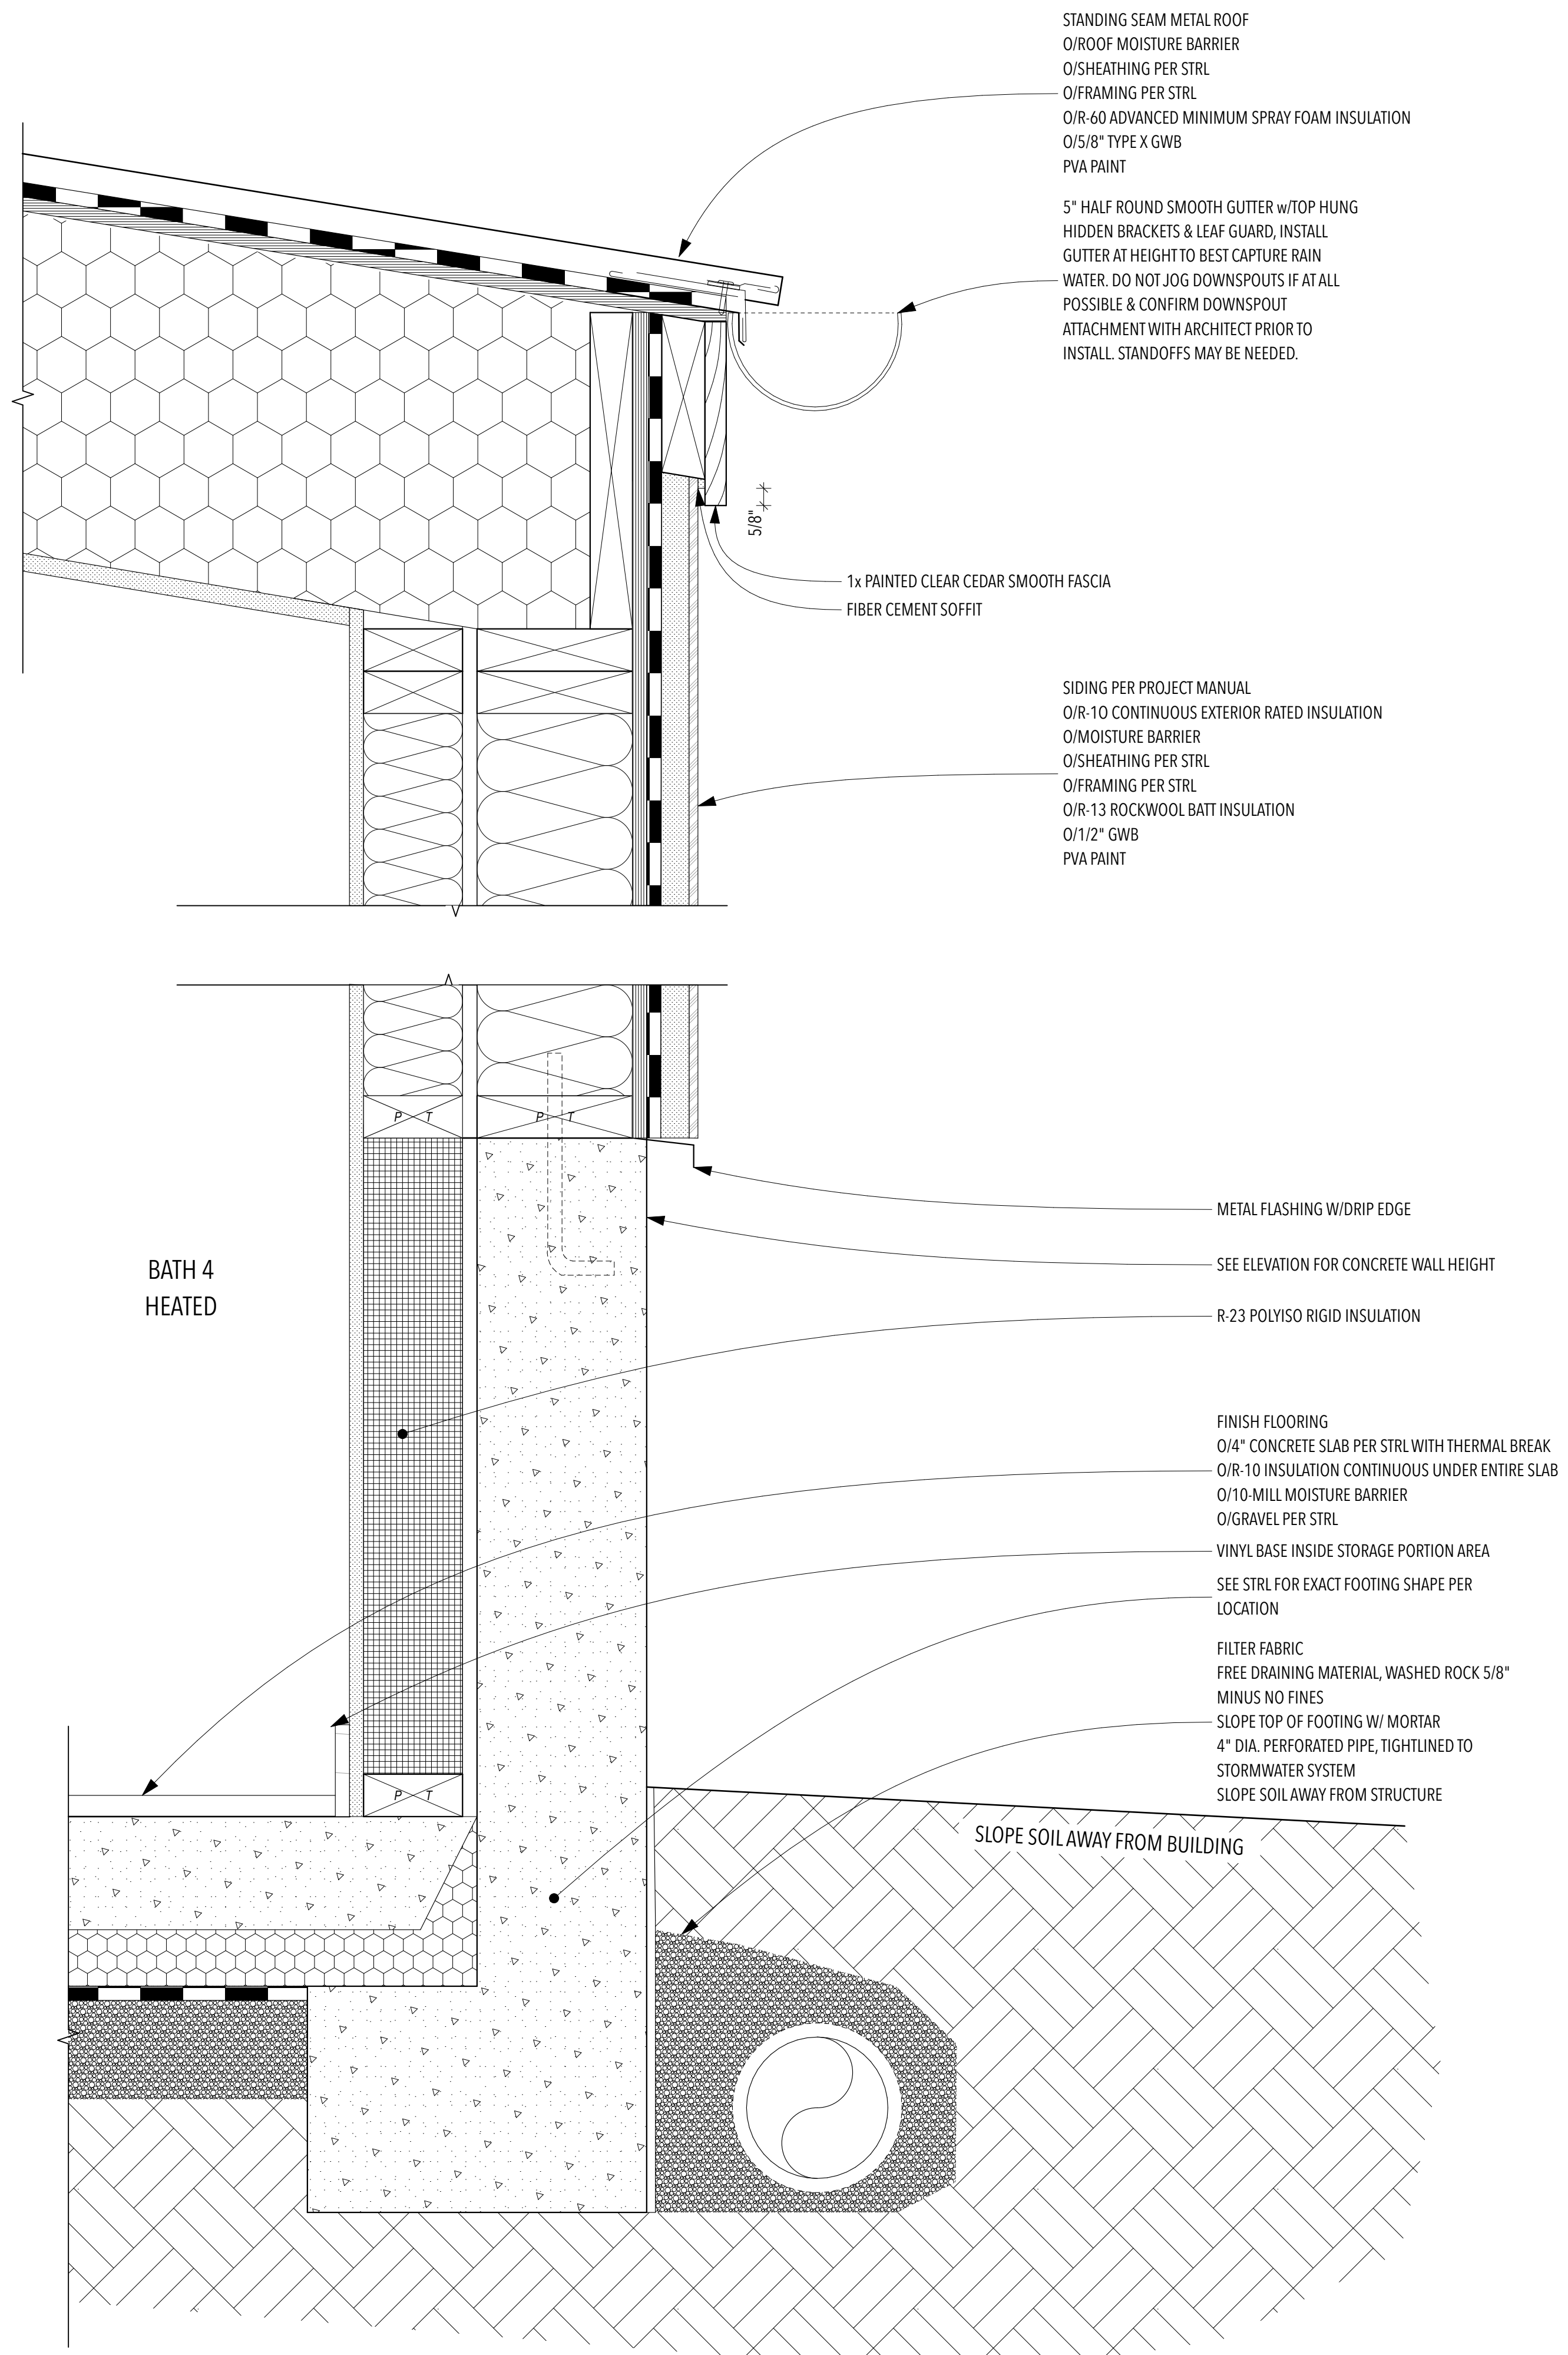 STANDING SEAM METAL ROOF
O/ROOF MOISTURE BARRIER
O/SHEATHING PER STRL
O/FRAMING PER STRL
O/R-60 ADVANCED MINIMUM SPRAY FOAM INSULATION
O/5/8" TYPE X GWB
PVA PAINT
5" HALF ROUND SMOOTH GUTTER w/TOP HUNG
HIDDEN BRACKETS & LEAF GUARD, INSTALL
GUTTER AT HEIGHT TO BEST CAPTURE RAIN
WATER. DO NOT JOG DOWNSPOUTS IF AT ALL
POSSIBLE & CONFIRM DOWNSPOUT
ATTACHMENT WITH ARCHITECT PRIOR TO
INSTALL. STANDOFFS MAY BE NEEDED.
5/8"
1x PAINTED CLEAR CEDAR SMOOTH FASCIA
FIBER CEMENT SOFFIT
SIDING PER PROJECT MANUAL
O/R-10 CONTINUOUS EXTERIOR RATED INSULATION
O/MOISTURE BARRIER
O/SHEATHING PER STRL
O/FRAMING PER STRL
O/R-13 ROCKWOOL BATT INSULATION
O/1/2" GWB
PVA PAINT
P T
P T
METAL FLASHING W/DRIP EDGE
SEE ELEVATION FOR CONCRETE WALL HEIGHT
BATH 4
HEATED
R-23 POLYISO RIGID INSULATION
FINISH FLOORING
O/4" CONCRETE SLAB PER STRL WITH THERMAL BREAK
O/R-10 INSULATION CONTINUOUS UNDER ENTIRE SLAB
O/10-MILL MOISTURE BARRIER
O/GRAVEL PER STRL
VINYL BASE INSIDE STORAGE PORTION AREA
SEE STRL FOR EXACT FOOTING SHAPE PER
LOCATION
FILTER FABRIC
FREE DRAINING MATERIAL, WASHED ROCK 5/8"
MINUS NO FINES
SLOPE TOP OF FOOTING W/ MORTAR
4" DIA. PERFORATED PIPE, TIGHTLINED TO
STORMWATER SYSTEM
SLOPE SOIL AWAY FROM STRUCTURE
P T
SLOPE SOIL AWAY FROM BUILDING